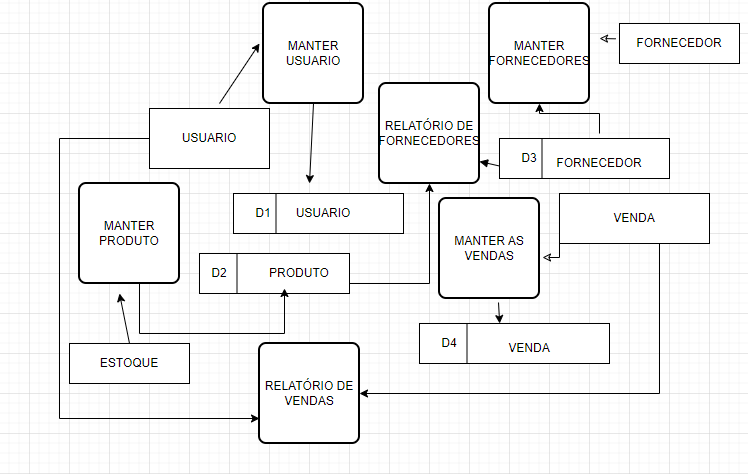 MANTER
USUARIO
MANTER
FORNECEDORES
FORNECEDOR
RELATÓRIO DE
FORNECEDORES
USUARIO
D3
FORNECEDOR
MANTER
PRODUTO
D1
USUARIO
MANTER AS
VENDAS
VENDA
D2
PRODUTO
D4
VENDA
ESTOQUE
RELATÓRIO DE
VENDAS